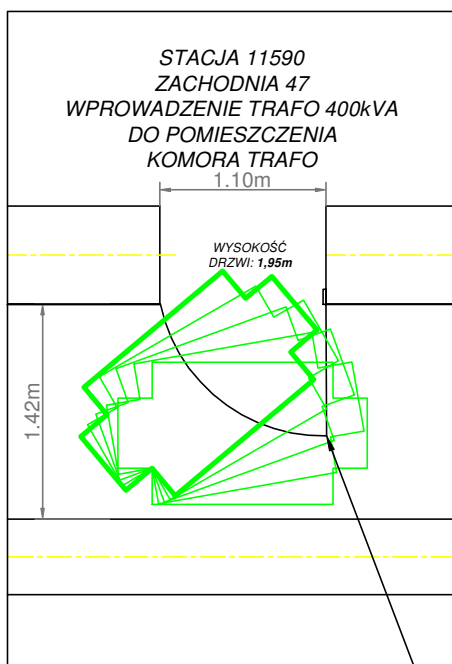 STACJA 11590
ZACHODNIA 47
WPROWADZENIE TRAFO 400kVA
DO POMIESZCZENIA
KOMORA TRAFO
1.10m
WYSOKOŚĆ
DRZWI: 1,95m
1.42m